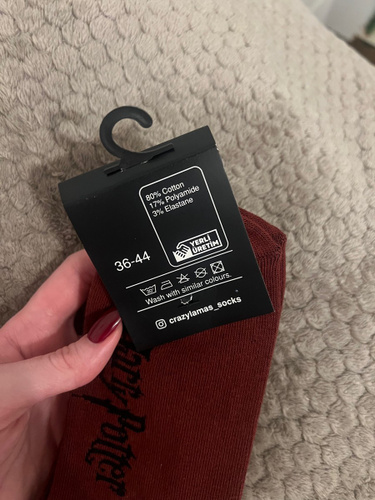 80% Cotton
17% Polyamide
3% Elastane
YERLİ
ÜRETİM
36-44
Wash with similar colours.
crazylamas_socks
Harry Potter